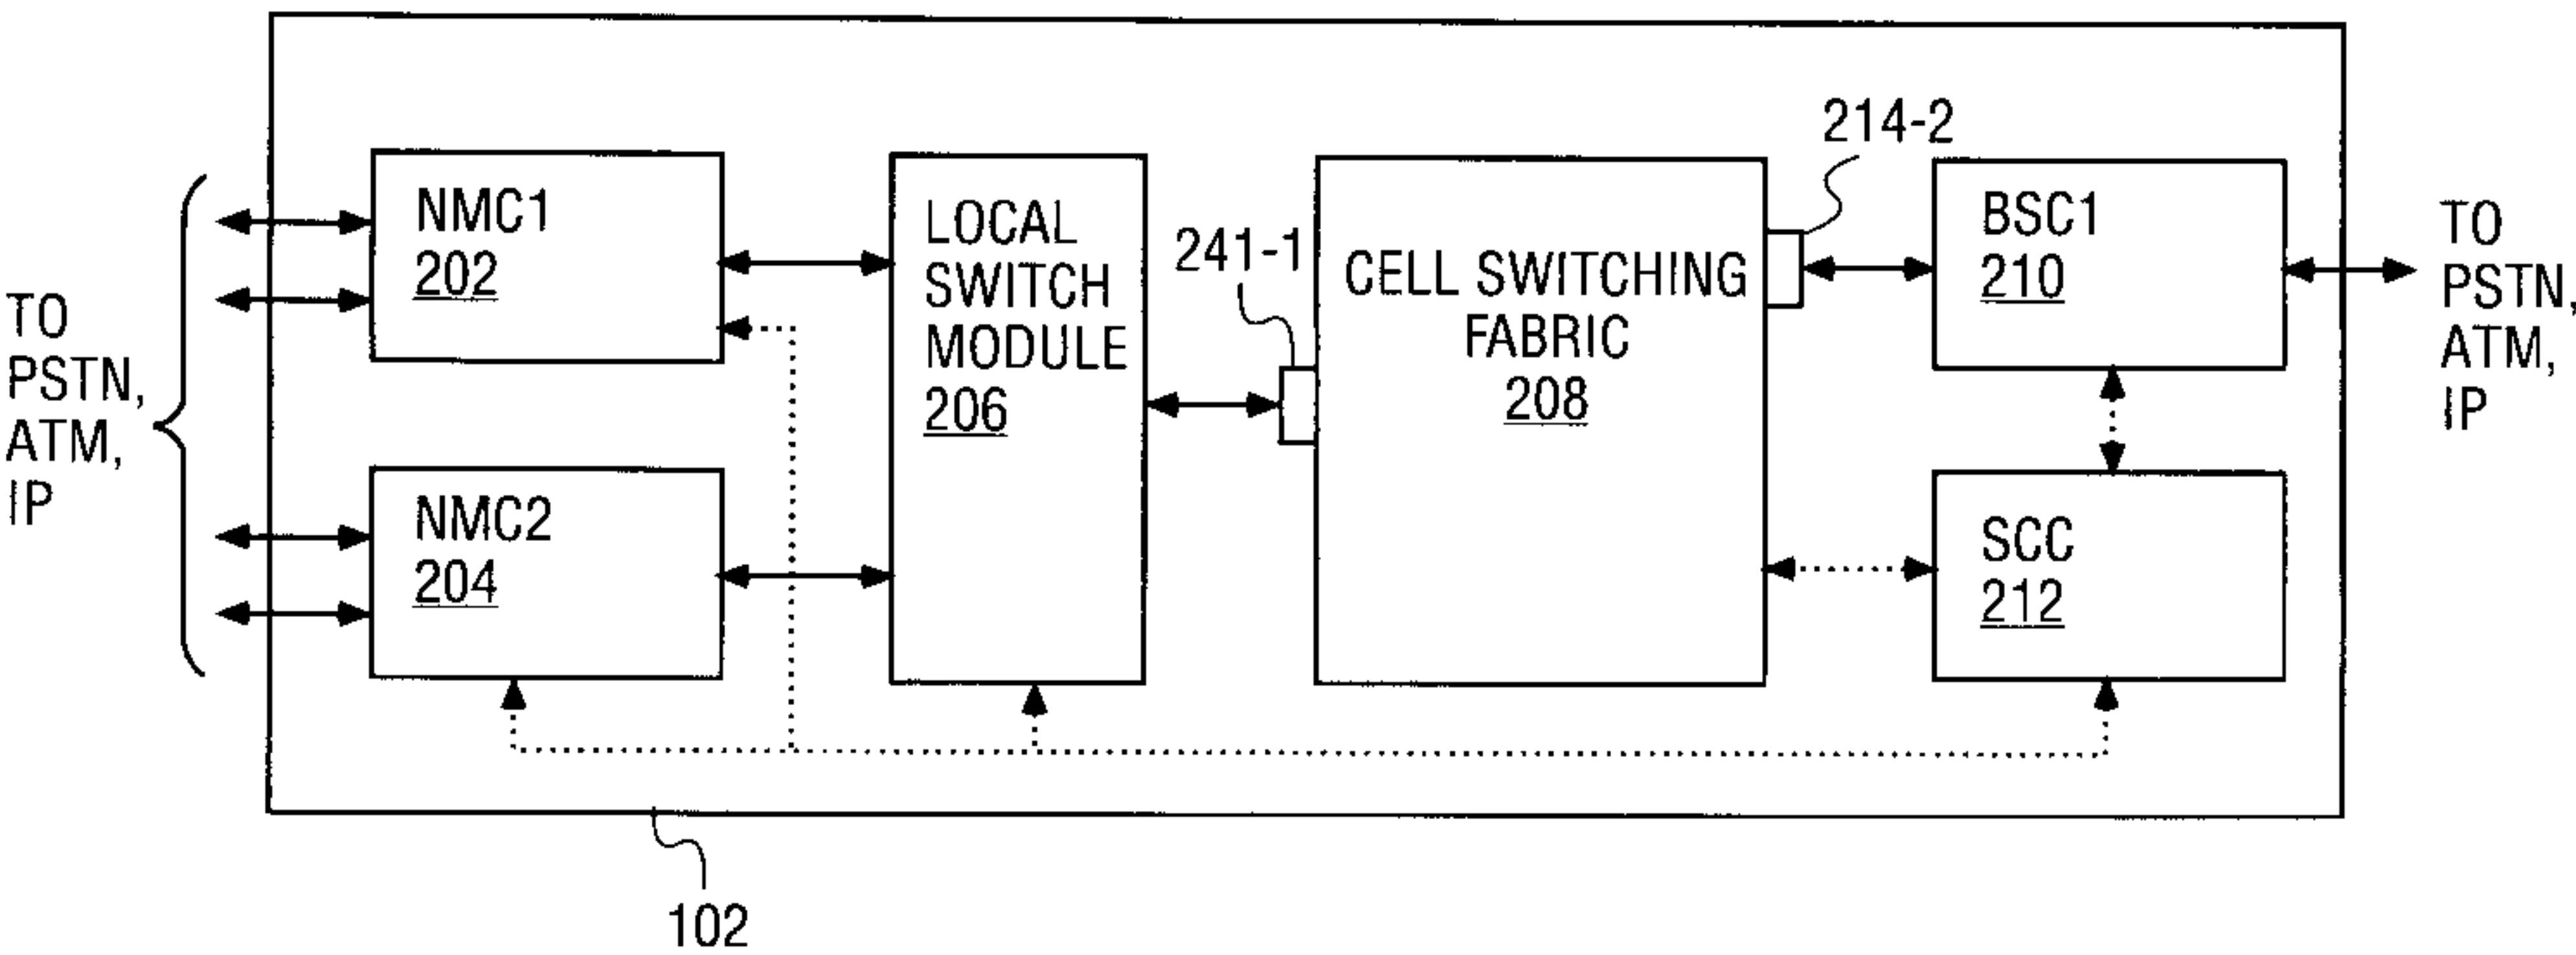 TO
PSTN,
ATM,
IP
NMC1
202
NMC2
204
LOCAL
SWITCH
MODULE
206
241-1
CELL SWITCHING
FABRIC
208
214-2
BSC1
210
SCC
212
TO
PSTN,
ATM,
IP
102